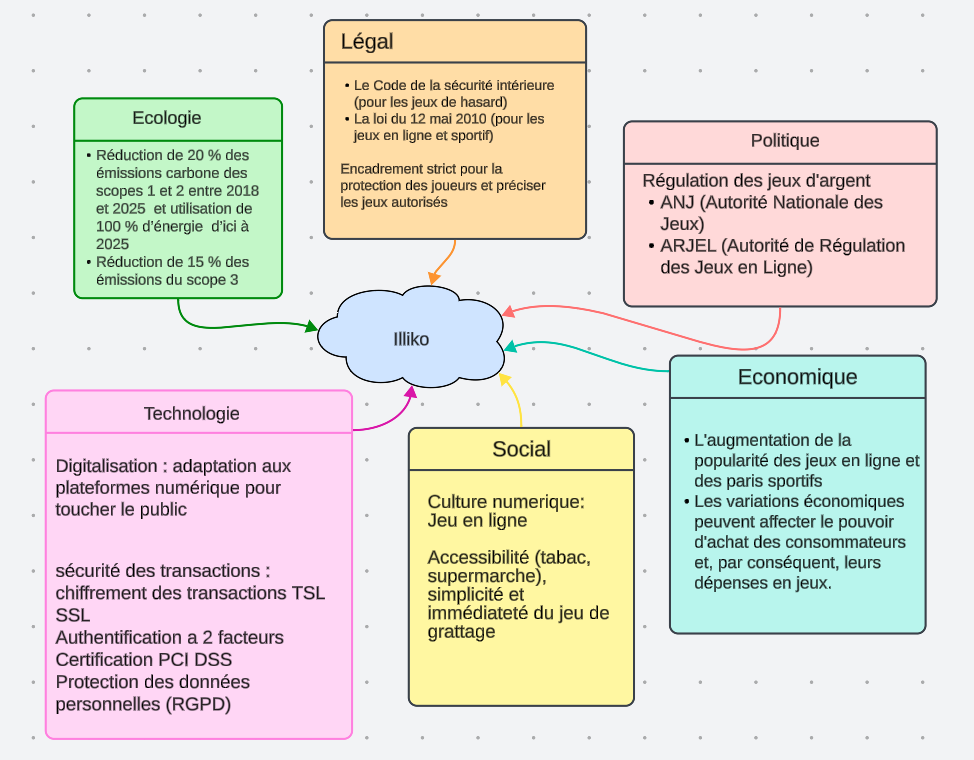 Légal
• Le Code de la sécurité intérieure
(pour les jeux de hasard)
• La loi du 12 mai 2010 (pour les
jeux en ligne et sportif)
Encadrement strict pour la
protection des joueurs et préciser
les jeux autorisés
Ecologie
• Réduction de 20 % des
émissions carbone des
scopes 1 et 2 entre 2018
et 2025 et utilisation de
100 % d'énergie d'ici à
2025
• Réduction de 15 % des
émissions du scope 3
Politique
Régulation des jeux d'argent
• ANJ (Autorité Nationale des
Jeux)
• ARJEL (Autorité de Régulation
des Jeux en Ligne)
Illiko
Technologie
Digitalisation : adaptation aux
plateformes numérique pour
toucher le public
sécurité des transactions :
chiffrement des transactions TSL
SSL
Authentification a 2 facteurs
Certification PCI DSS
Protection des données
personnelles (RGPD)
Social
Culture numerique:
Jeu en ligne
Accessibilité (tabac,
supermarche),
simplicité et
immédiateté du jeu de
grattage
Economique
• L'augmentation de la
popularité des jeux en ligne et
des paris sportifs
• Les variations économiques
peuvent affecter le pouvoir
d'achat des consommateurs
et, par conséquent, leurs
dépenses en jeux.